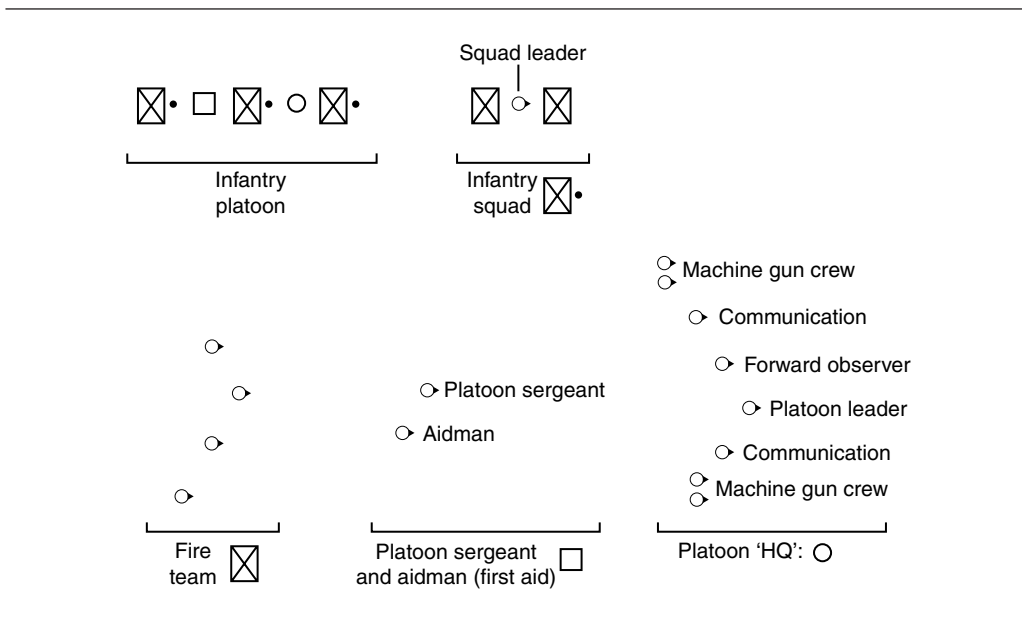 Squad leader
Infantry
platoon
Infantry
squad
Machine gun crew
Communication
Forward observer
Platoon sergeant
Platoon leader
Aidman
Communication
Machine gun crew
Fire
team
Platoon sergeant
and aidman (first aid)
Platoon ‘HQ’: